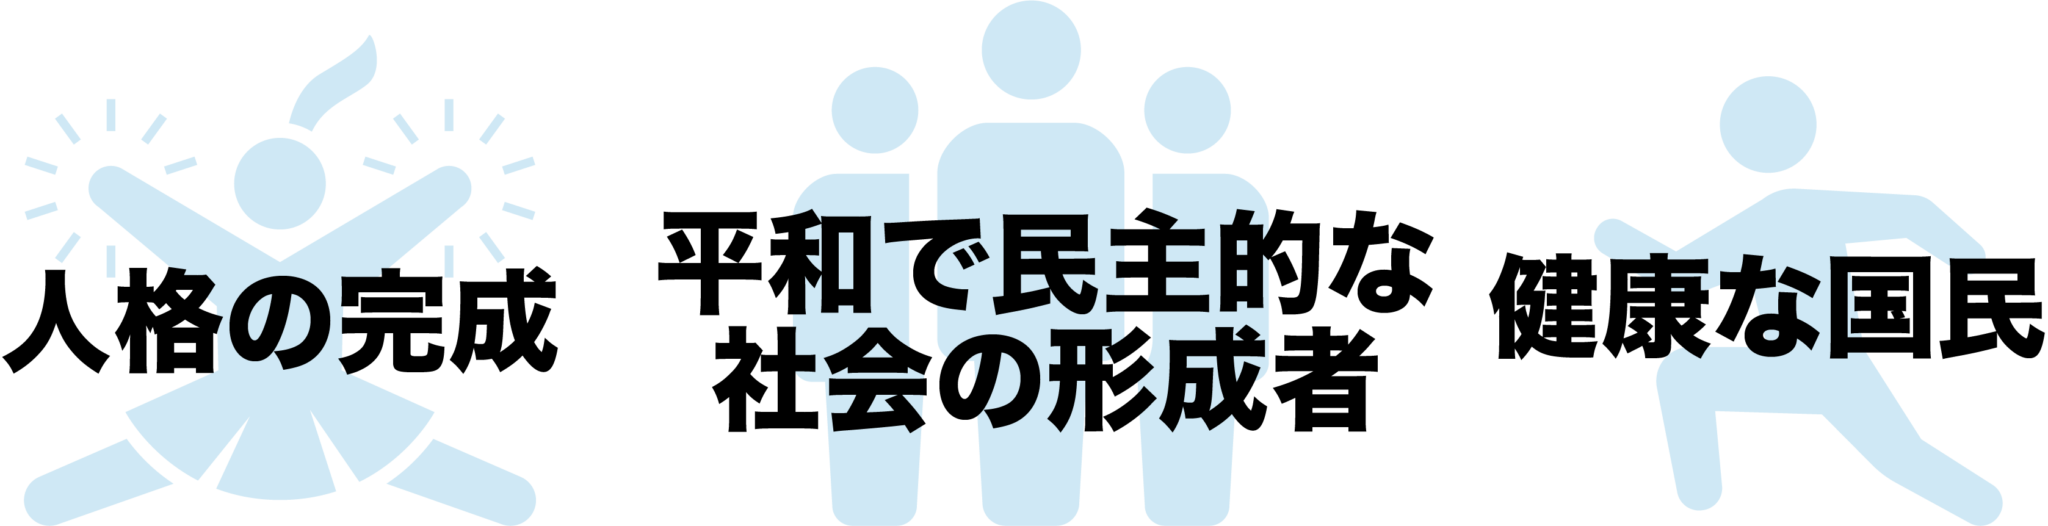 人格の完成
平和で民主的な
社会の形成者
健康な国民